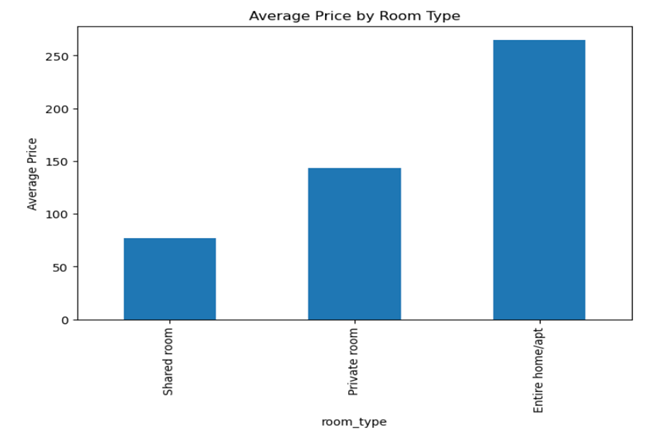 Average Price by Room Type
Average Price
250
200
150
100
50
0
Shared room
Private room
Entire home/apt
room_type